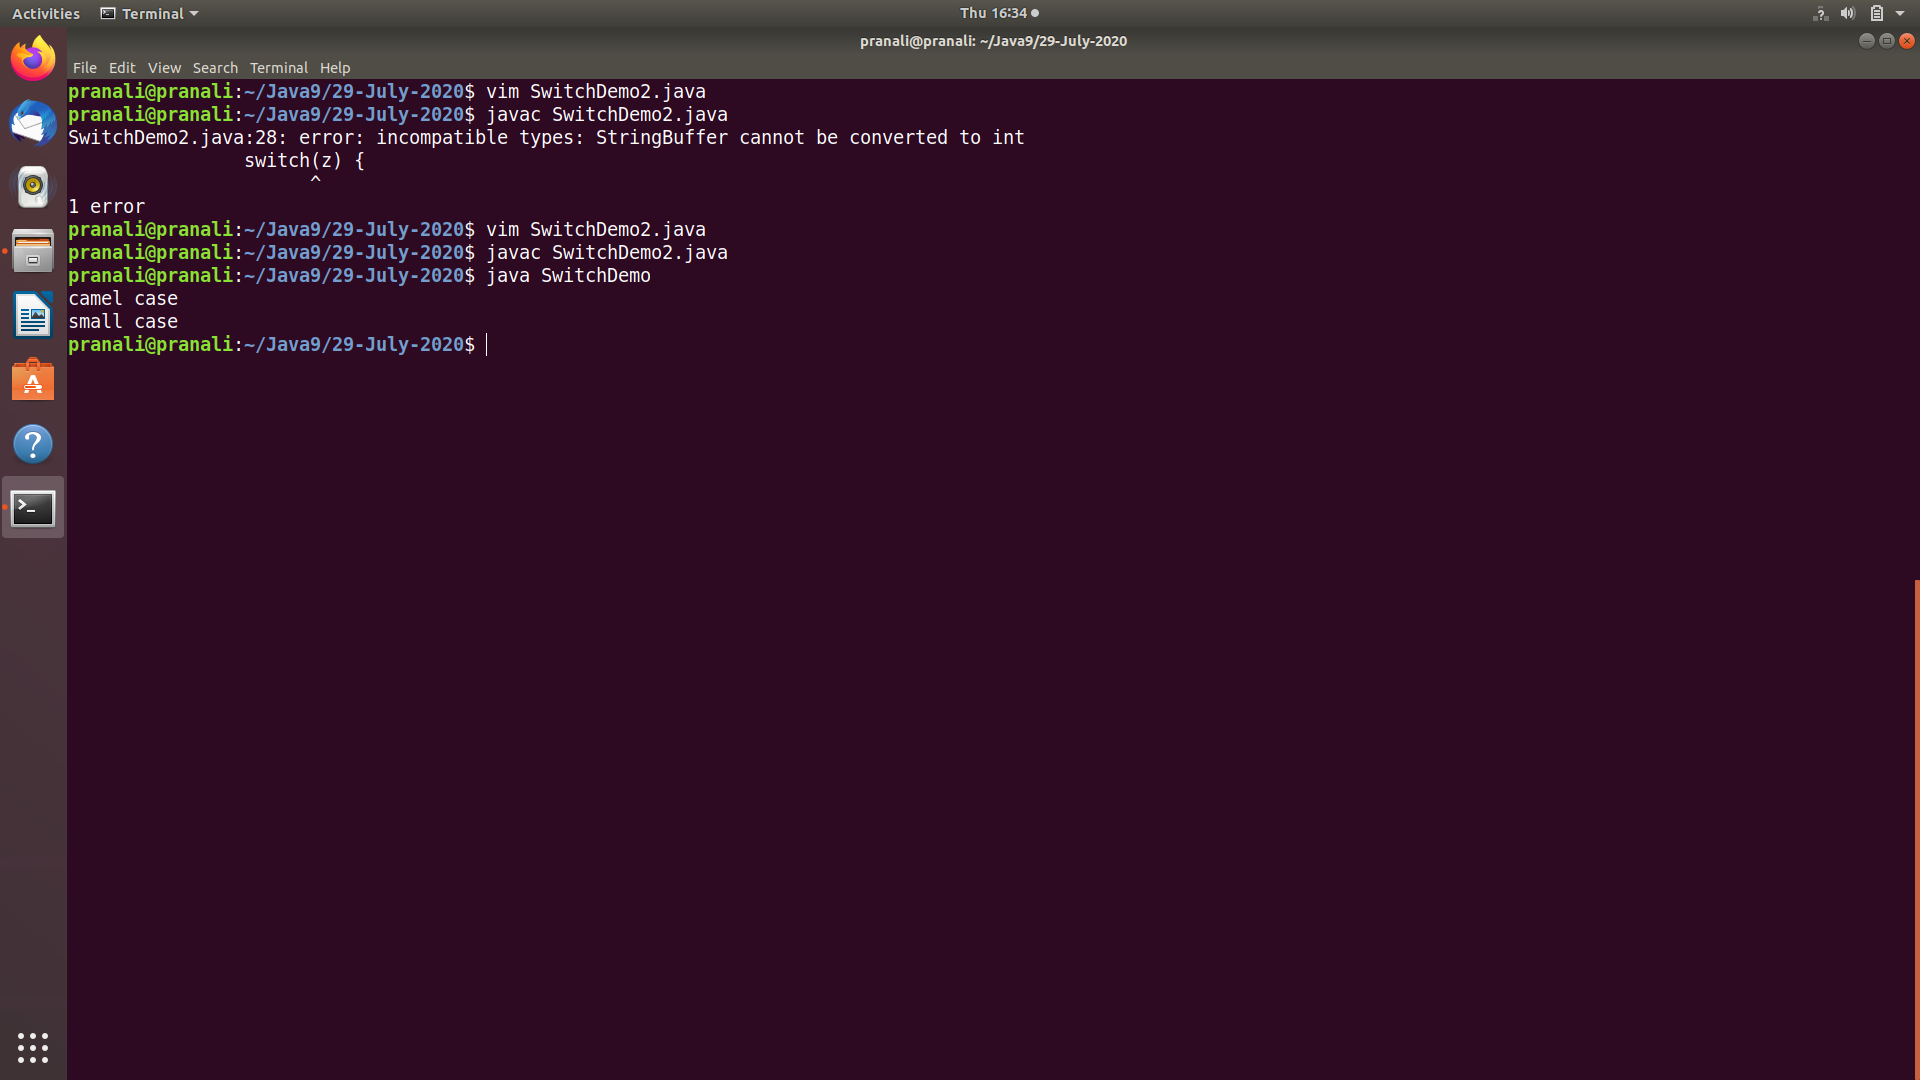 Activities Terminal Thu 16:34
pranali@pranali: ~/Java9/29-July-2020
File Edit View Search Terminal Help
pranali@pranali:~/Java9/29-July-2020$ vim SwitchDemo2.java
pranali@pranali:~/Java9/29-July-2020$ javac SwitchDemo2.java
SwitchDemo2.java:28: error: incompatible types: StringBuffer cannot be converted to int
                switch(z) {
                      ^
1 error
pranali@pranali:~/Java9/29-July-2020$ vim SwitchDemo2.java
pranali@pranali:~/Java9/29-July-2020$ javac SwitchDemo2.java
pranali@pranali:~/Java9/29-July-2020$ java SwitchDemo
camel case
small case
pranali@pranali:~/Java9/29-July-2020$